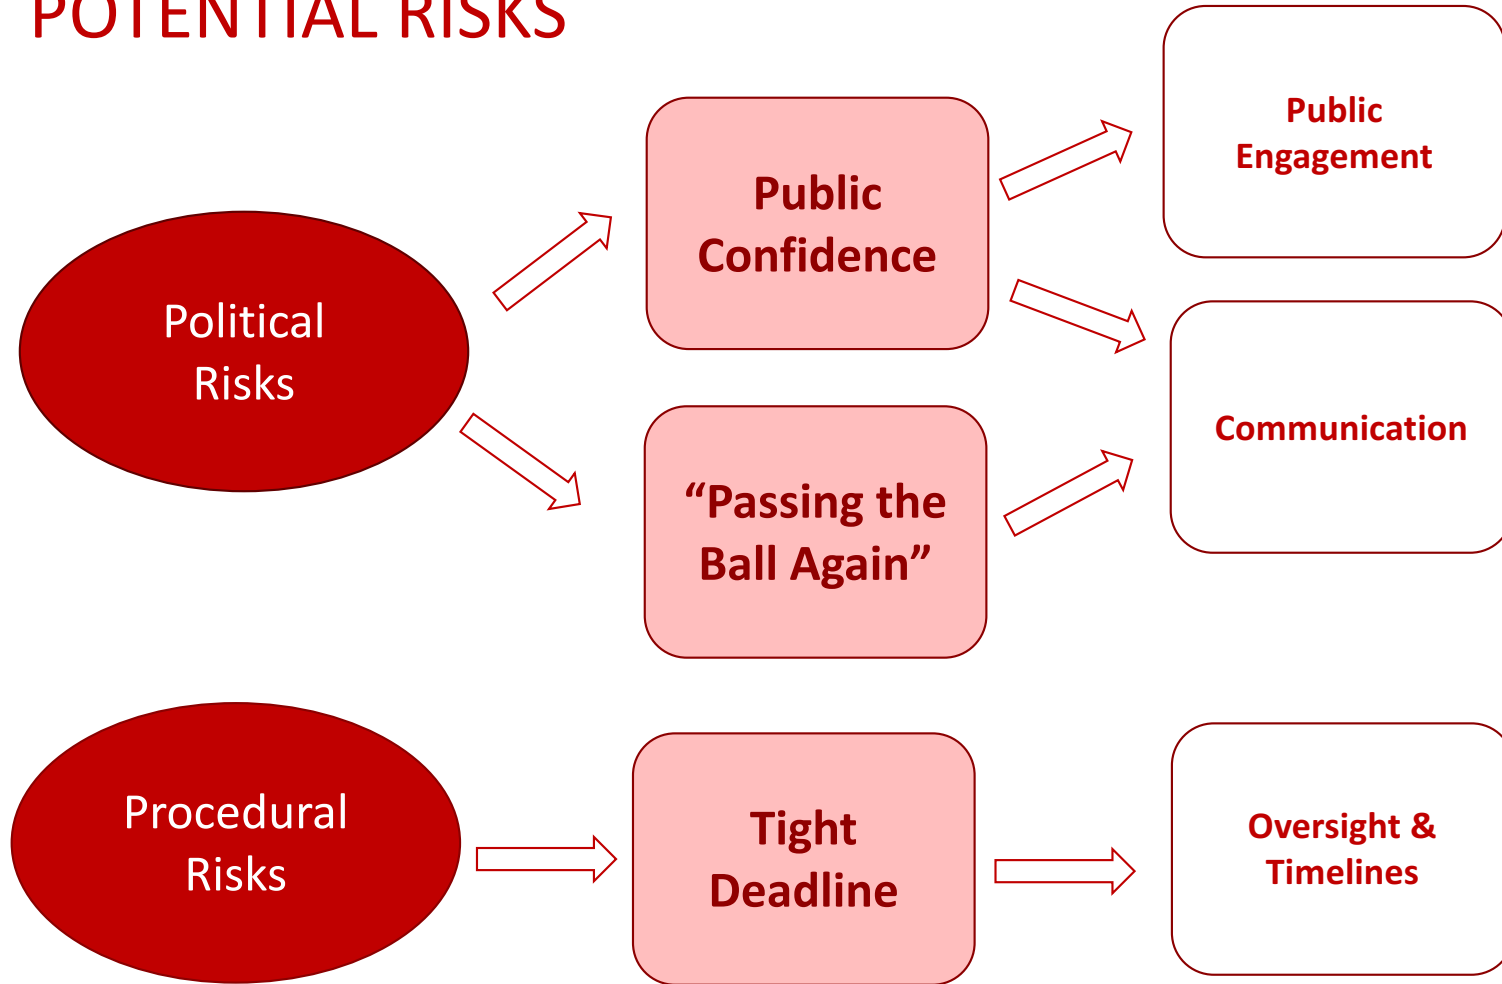 POTENTIAL RISKS
Political
Risks
Public
Confidence
Public
Engagement
“Passing the
Ball Again”
Communication
Procedural
Risks
Tight
Deadline
Oversight &
Timelines